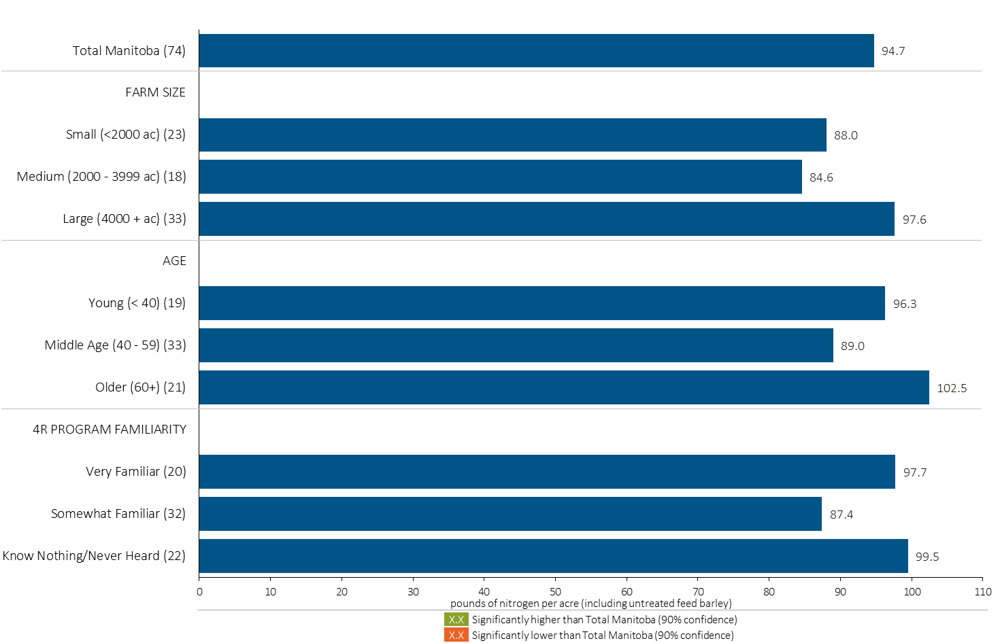 Total Manitoba (74) 94.7
FARM SIZE
Small (<2000 ac) (23) 88.0
Medium (2000 - 3999 ac) (18) 84.6
Large (4000 + ac) (33) 97.6
AGE
Young (< 40) (19) 96.3
Middle Age (40 - 59) (33) 89.0
Older (60+) (21) 102.5
4R PROGRAM FAMILIARITY
Very Familiar (20) 97.7
Somewhat Familiar (32) 87.4
Know Nothing/Never Heard (22) 99.5
0 10 20 30 40 50 60 70 80 90 100 110
pounds of nitrogen per acre (including untreated feed barley)
X.X Significantly higher than Total Manitoba (90% confidence)
X.X Significantly lower than Total Manitoba (90% confidence)